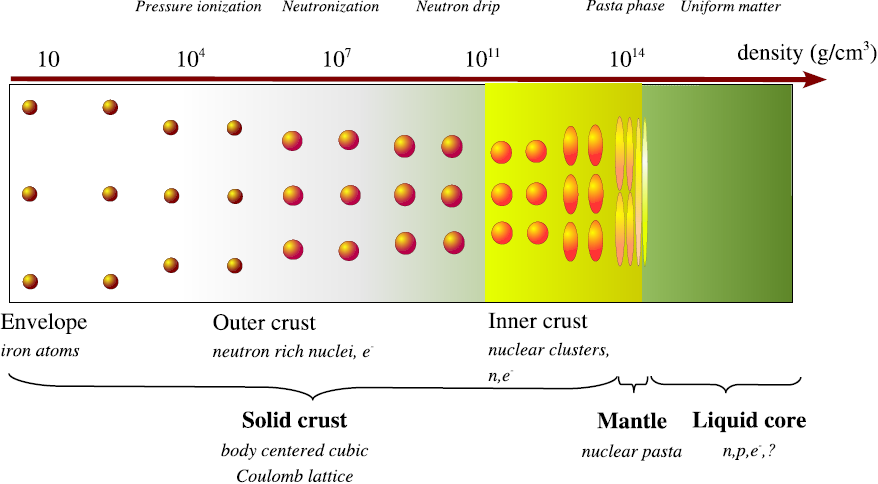 Pressure ionization Neutronization Neutron drip Pasta phase Uniform matter
10 10⁴ 10⁷ 10¹¹ 10¹⁴ density (g/cm³)
Envelope Outer crust Inner crust
iron atoms neutron rich nuclei, e⁻ nuclear clusters,
n,e⁻
Solid crust Mantle Liquid core
body centered cubic nuclear pasta n,p,e⁻,?
Coulomb lattice